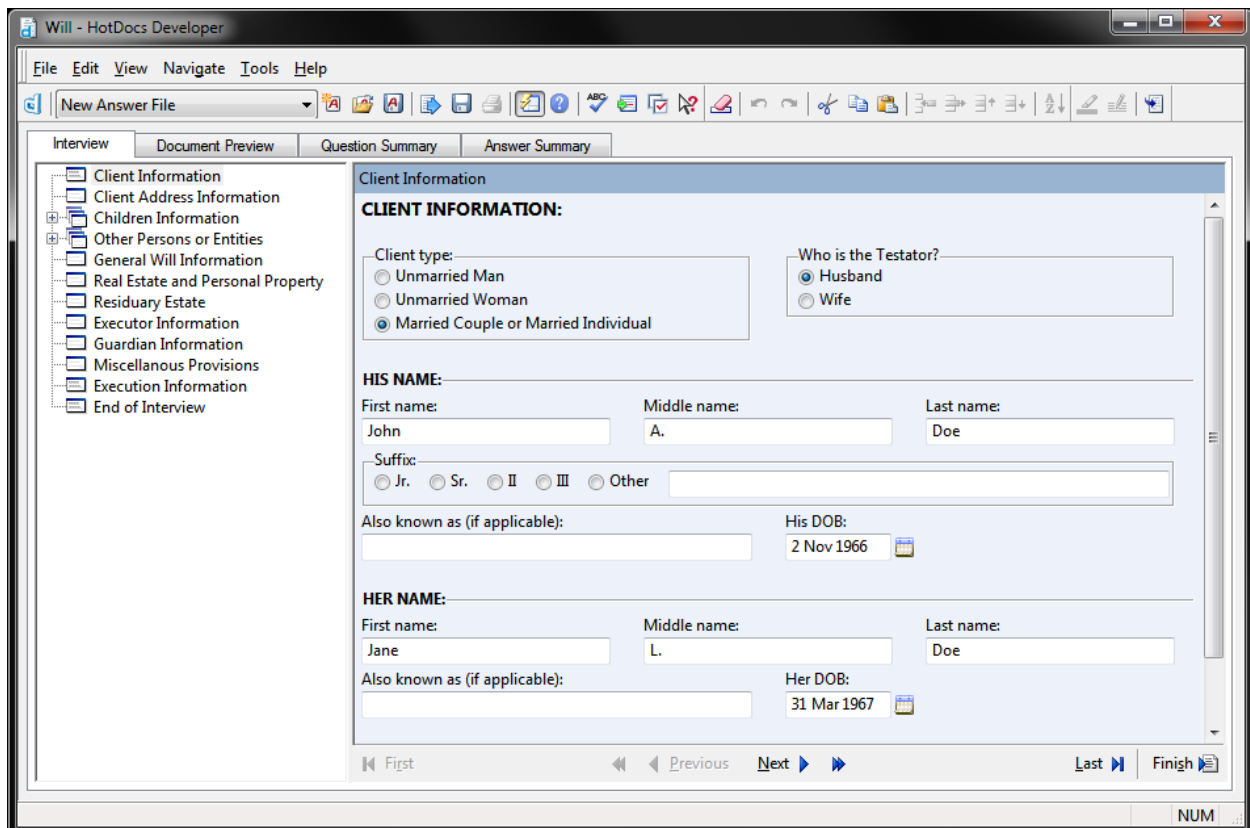 Will - HotDocs Developer
File Edit View Navigate Tools Help
New Answer File
Interview Document Preview Question Summary Answer Summary
Client Information
Client Address Information
Children Information
Other Persons or Entities
General Will Information
Real Estate and Personal Property
Residuary Estate
Executor Information
Guardian Information
Miscellanous Provisions
Execution Information
End of Interview
Client Information
CLIENT INFORMATION:
Client type:
Unmarried Man
Unmarried Woman
Married Couple or Married Individual
Who is the Testator?
Husband
Wife
HIS NAME:
First name: Middle name: Last name:
John A. Doe
Suffix:
Jr. Sr. II III Other
Also known as (if applicable): His DOB:
2 Nov 1966
HER NAME:
First name: Middle name: Last name:
Jane L. Doe
Also known as (if applicable): Her DOB:
31 Mar 1967
First Previous Next Last Finish
NUM